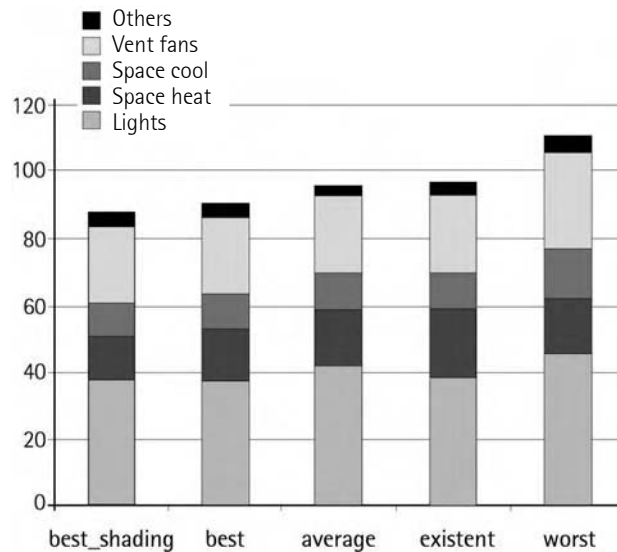 Others
Vent fans
Space cool
Space heat
Lights
120
100
80
60
40
20
0
best_shading best average existent worst